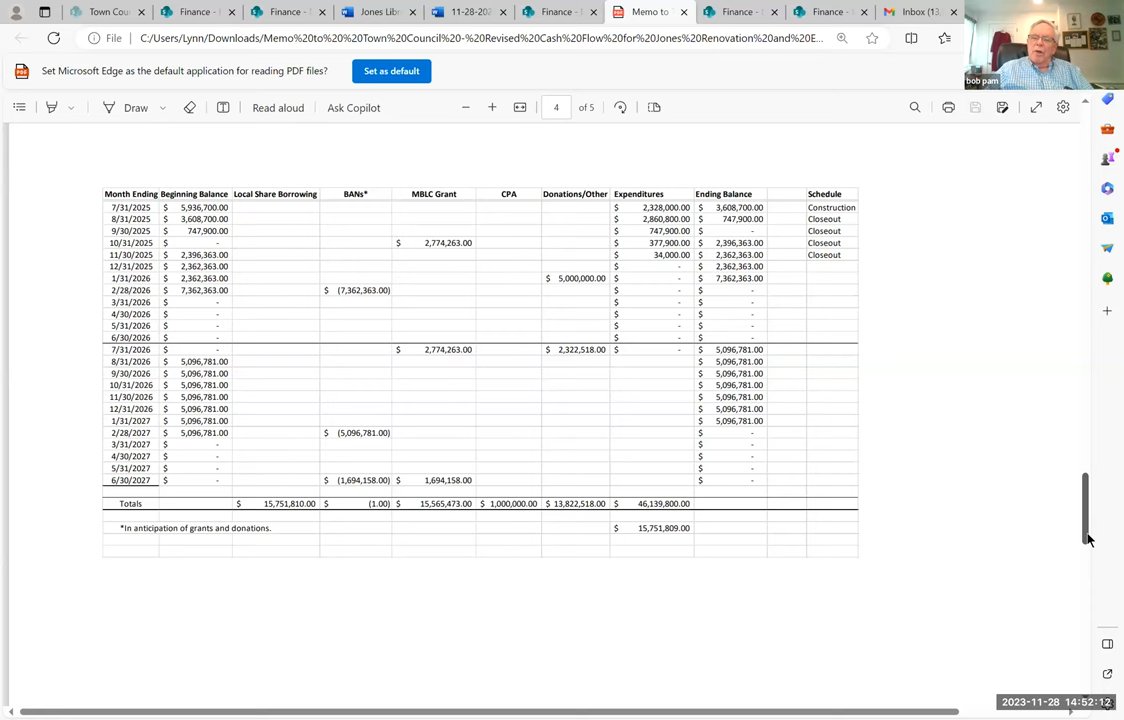 Town Cou
Finance -
Finance - S
Jones Libr
11-28-202
Finance -
Memo to
Finance - S
Finance - S
Inbox (13,
File C:/Users/Lynn/Downloads/Memo%20to%20Town%20Council%20-%20Revised%20Cash%20Flow%20for%20Jones%20Renovation%20and%20E...
Set Microsoft Edge as the default application for reading PDF files? Set as default
bob pam
Draw Read aloud Ask Copilot 4 of 5
Month Ending Beginning Balance Local Share Borrowing BANs* MBLC Grant CPA Donations/Other Expenditures Ending Balance Schedule
7/31/2025 $ 5,936,700.00 $ 2,328,000.00 $ 3,608,700.00 Construction
8/31/2025 $ 3,608,700.00 $ 2,860,800.00 $ 747,900.00 Closeout
9/30/2025 $ 747,900.00 $ 747,900.00 $ - Closeout
10/31/2025 $ - $ 2,774,263.00 $ 377,900.00 $ 2,396,363.00 Closeout
11/30/2025 $ 2,396,363.00 $ 34,000.00 $ 2,362,363.00 Closeout
12/31/2025 $ 2,362,363.00 $ - $ 2,362,363.00
1/31/2026 $ 2,362,363.00 $ 5,000,000.00 $ - $ 7,362,363.00
2/28/2026 $ 7,362,363.00 $ (7,362,363.00) $ - $ -
3/31/2026 $ - $ - $ -
4/30/2026 $ - $ - $ -
5/31/2026 $ - $ - $ -
6/30/2026 $ - $ - $ -
7/31/2026 $ - $ 2,774,263.00 $ 2,322,518.00 $ - $ 5,096,781.00
8/31/2026 $ 5,096,781.00 $ 5,096,781.00
9/30/2026 $ 5,096,781.00 $ 5,096,781.00
10/31/2026 $ 5,096,781.00 $ 5,096,781.00
11/30/2026 $ 5,096,781.00 $ 5,096,781.00
12/31/2026 $ 5,096,781.00 $ 5,096,781.00
1/31/2027 $ 5,096,781.00 $ 5,096,781.00
2/28/2027 $ 5,096,781.00 $ (5,096,781.00) $ -
3/31/2027 $ - $ -
4/30/2027 $ - $ -
5/31/2027 $ - $ -
6/30/2027 $ - $ (1,694,158.00) $ 1,694,158.00 $ -
Totals $ 15,751,810.00 $ (1.00) $ 15,565,473.00 $ 1,000,000.00 $ 13,822,518.00 $ 46,139,800.00
*In anticipation of grants and donations. $ 15,751,809.00
2023-11-28 14:52:12